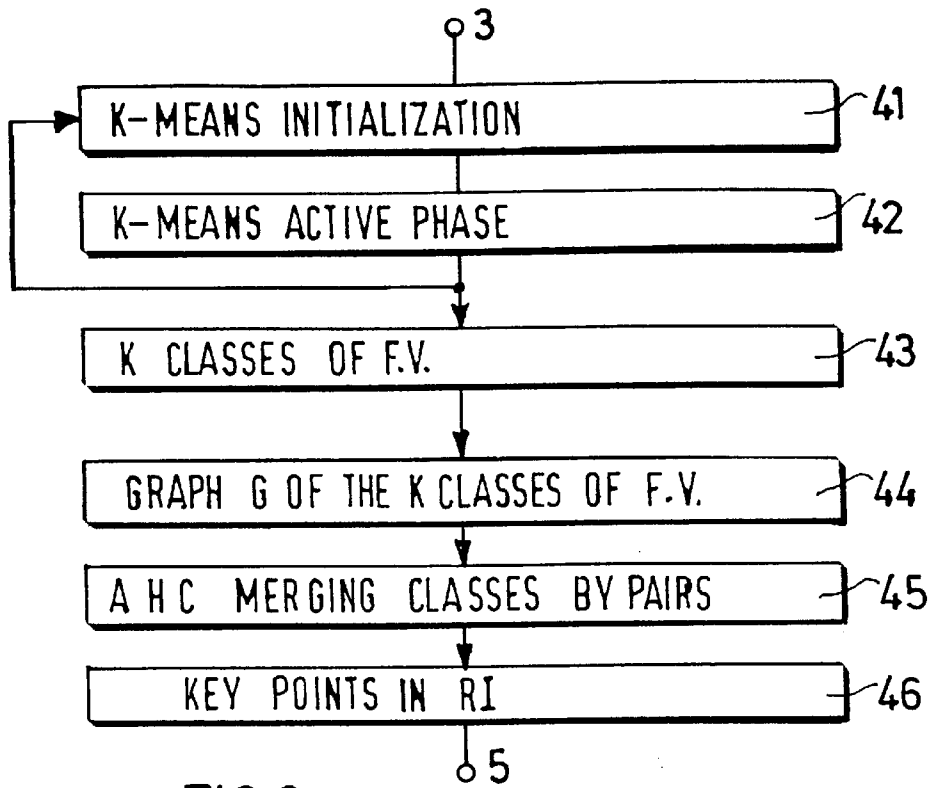 3
K-MEANS INITIALIZATION 41
K-MEANS ACTIVE PHASE 42
K CLASSES OF F.V. 43
GRAPH G OF THE K CLASSES OF F.V. 44
A H C MERGING CLASSES BY PAIRS 45
KEY POINTS IN RI 46
5